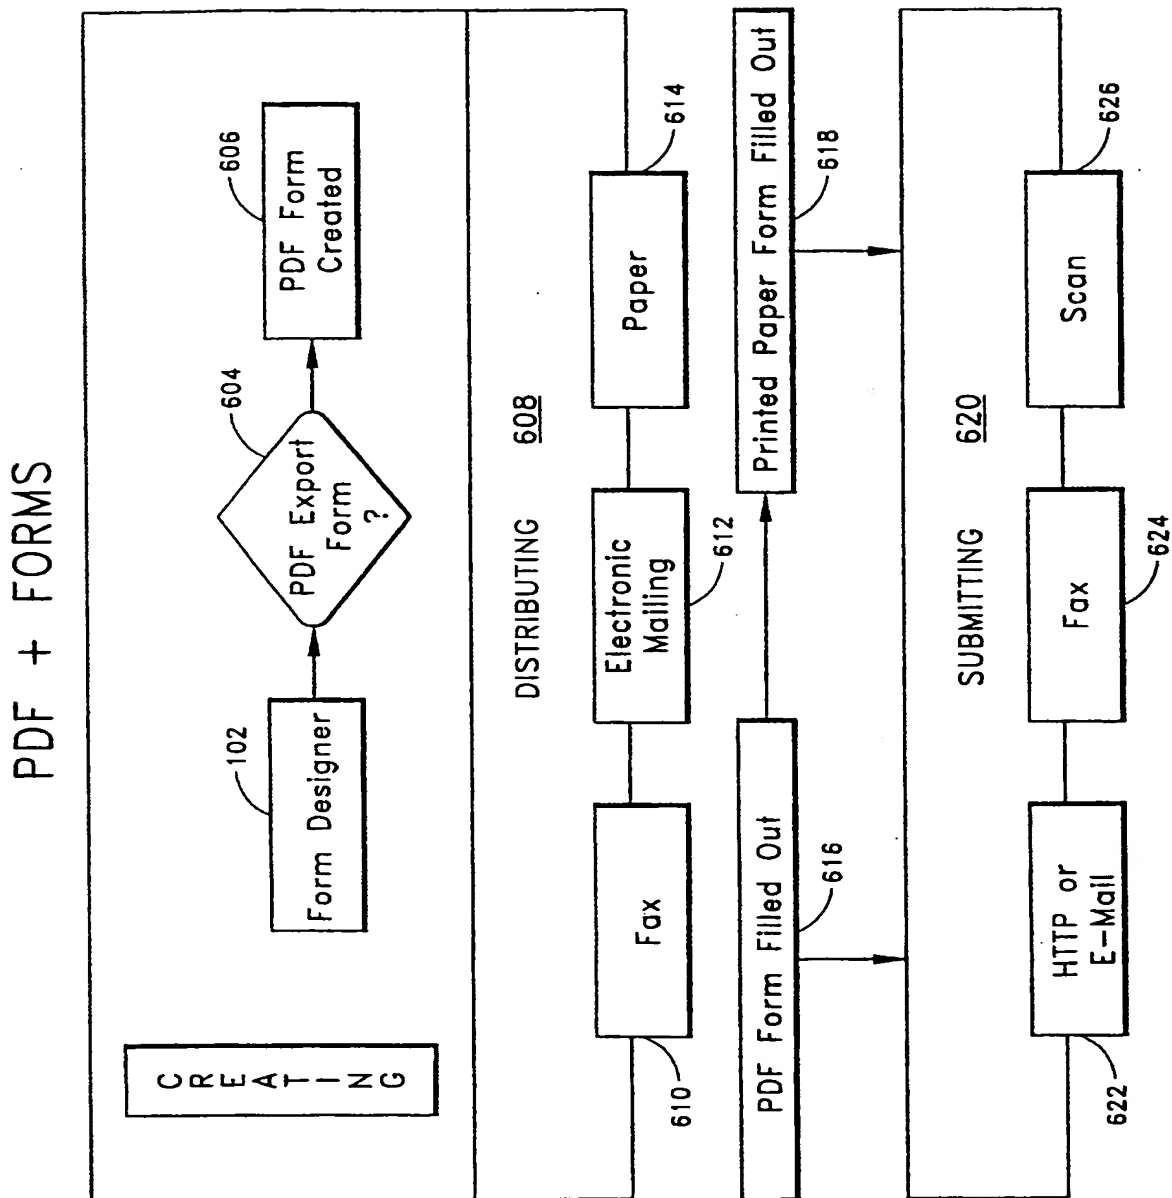 PDF + FORMS
CREATING
102
Form Designer
604
PDF Export
Form
?
606
PDF Form
Created
DISTRIBUTING
608
610
Fax
Electronic
Mailing
612
Paper
614
PDF Form Filled Out
616
Printed Paper Form Filled Out
618
SUBMITTING
620
HTTP or
E-Mail
622
Fax
624
Scan
626